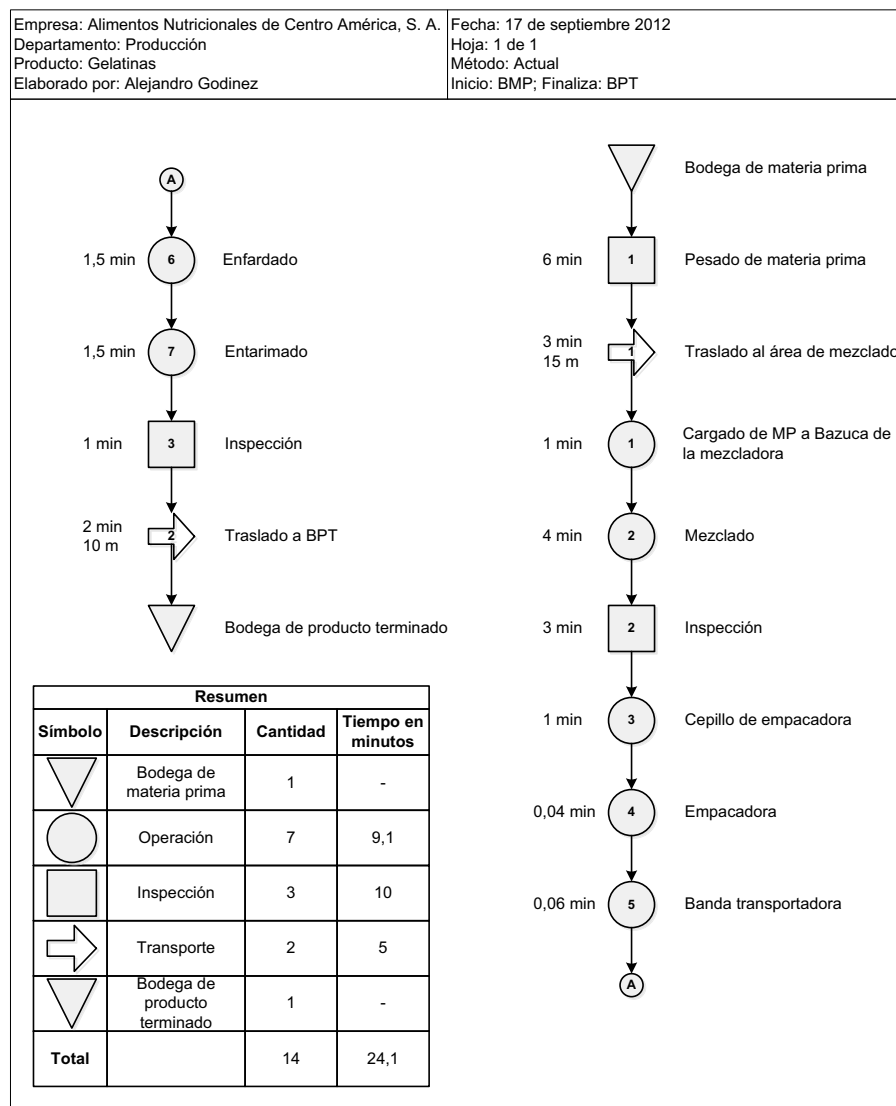 Empresa: Alimentos Nutricionales de Centro América, S. A.
Departamento: Producción
Producto: Gelatinas
Elaborado por: Alejandro Godinez
Fecha: 17 de septiembre 2012
Hoja: 1 de 1
Método: Actual
Inicio: BMP; Finaliza: BPT
A
1,5 min 6 Enfardado
1,5 min 7 Entarimado
1 min 3 Inspección
2 min
10 m
2 Traslado a BPT
Bodega de producto terminado
Bodega de materia prima
6 min 1 Pesado de materia prima
3 min
15 m
1 Traslado al área de mezclado
1 min 1 Cargado de MP a Bazuca de
la mezcladora
4 min 2 Mezclado
3 min 2 Inspección
1 min 3 Cepillo de empacadora
0,04 min 4 Empacadora
0,06 min 5 Banda transportadora
A
Resumen
Símbolo Descripción Cantidad Tiempo en
minutos
Bodega de
materia prima 1 -
Operación 7 9,1
Inspección 3 10
Transporte 2 5
Bodega de
producto
terminado 1 -
Total 14 24,1